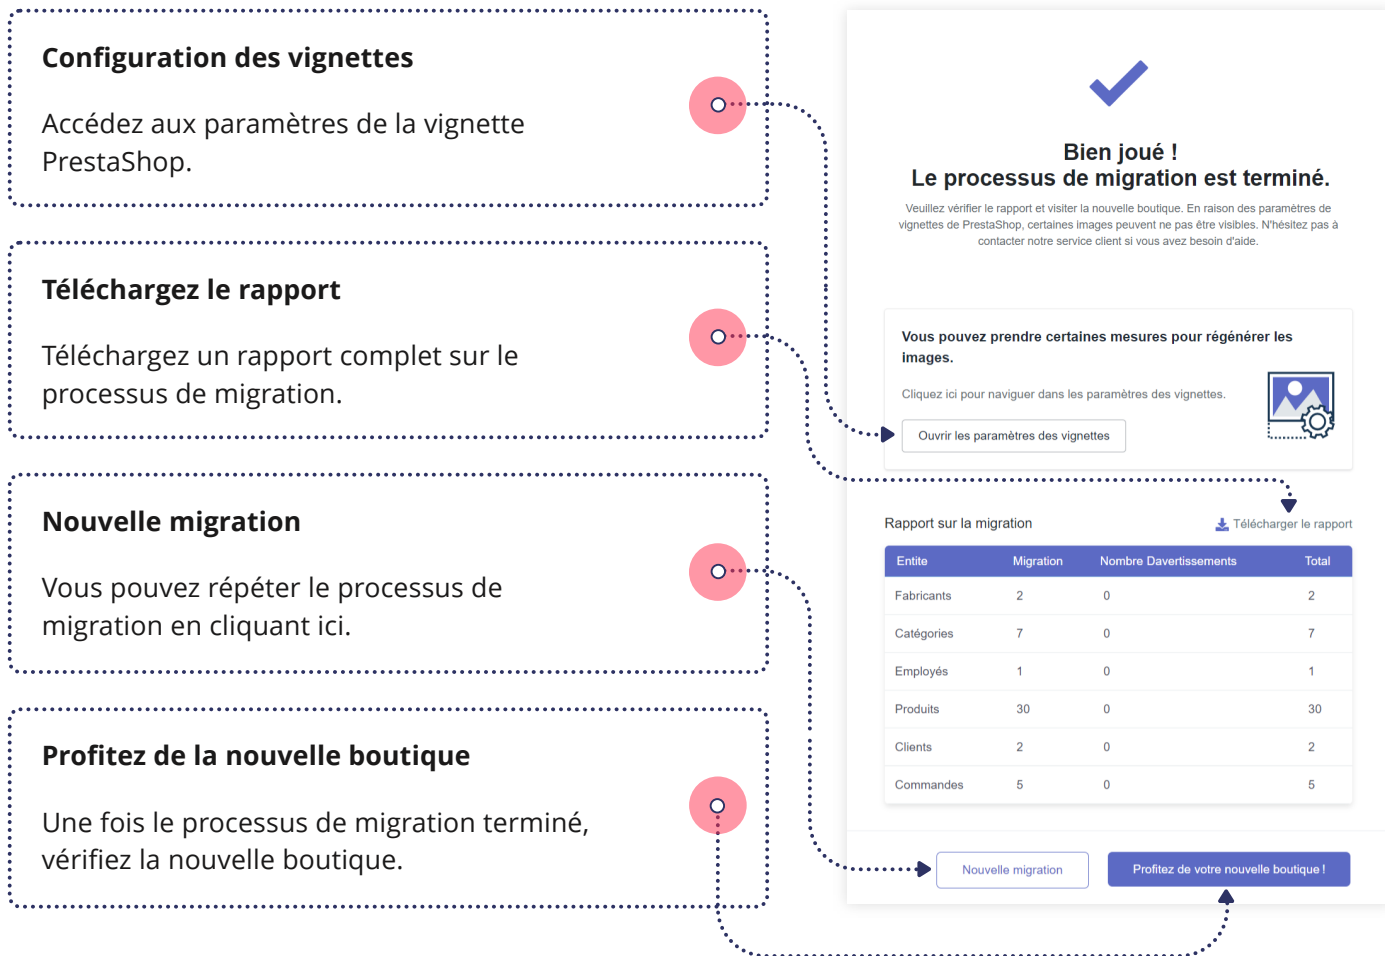 Configuration des vignettes
Accédez aux paramètres de la vignette
PrestaShop.
Téléchargez le rapport
Téléchargez un rapport complet sur le
processus de migration.
Nouvelle migration
Vous pouvez répéter le processus de
migration en cliquant ici.
Profitez de la nouvelle boutique
Une fois le processus de migration terminé,
vérifiez la nouvelle boutique.
Bien joué !
Le processus de migration est terminé.
Veuillez vérifier le rapport et visiter la nouvelle boutique. En raison des paramètres de
vignettes de PrestaShop, certaines images peuvent ne pas être visibles. N'hésitez pas à
contacter notre service client si vous avez besoin d'aide.
Vous pouvez prendre certaines mesures pour régénérer les
images.
Cliquez ici pour naviguer dans les paramètres des vignettes.
Ouvrir les paramètres des vignettes
Rapport sur la migration Télécharger le rapport
Entite Migration Nombre Davertissements Total
Fabricants 2 0 2
Catégories 7 0 7
Employés 1 0 1
Produits 30 0 30
Clients 2 0 2
Commandes 5 0 5
Nouvelle migration Profitez de votre nouvelle boutique !